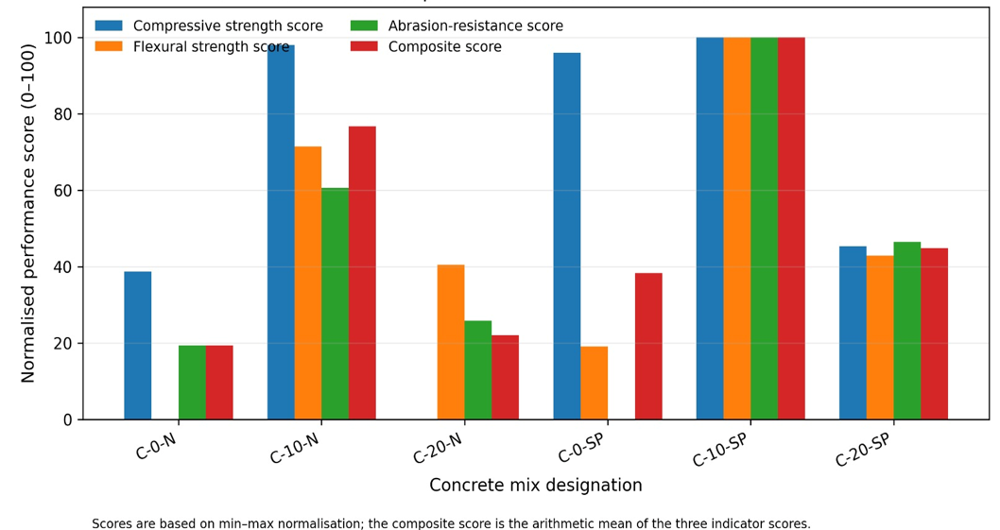 Compressive strength score
Flexural strength score
Abrasion-resistance score
Composite score
Normalised performance score (0–100)
100
80
60
40
20
0
C-0-N
C-10-N
C-20-N
C-0-SP
C-10-SP
C-20-SP
Concrete mix designation
Scores are based on min–max normalisation; the composite score is the arithmetic mean of the three indicator scores.